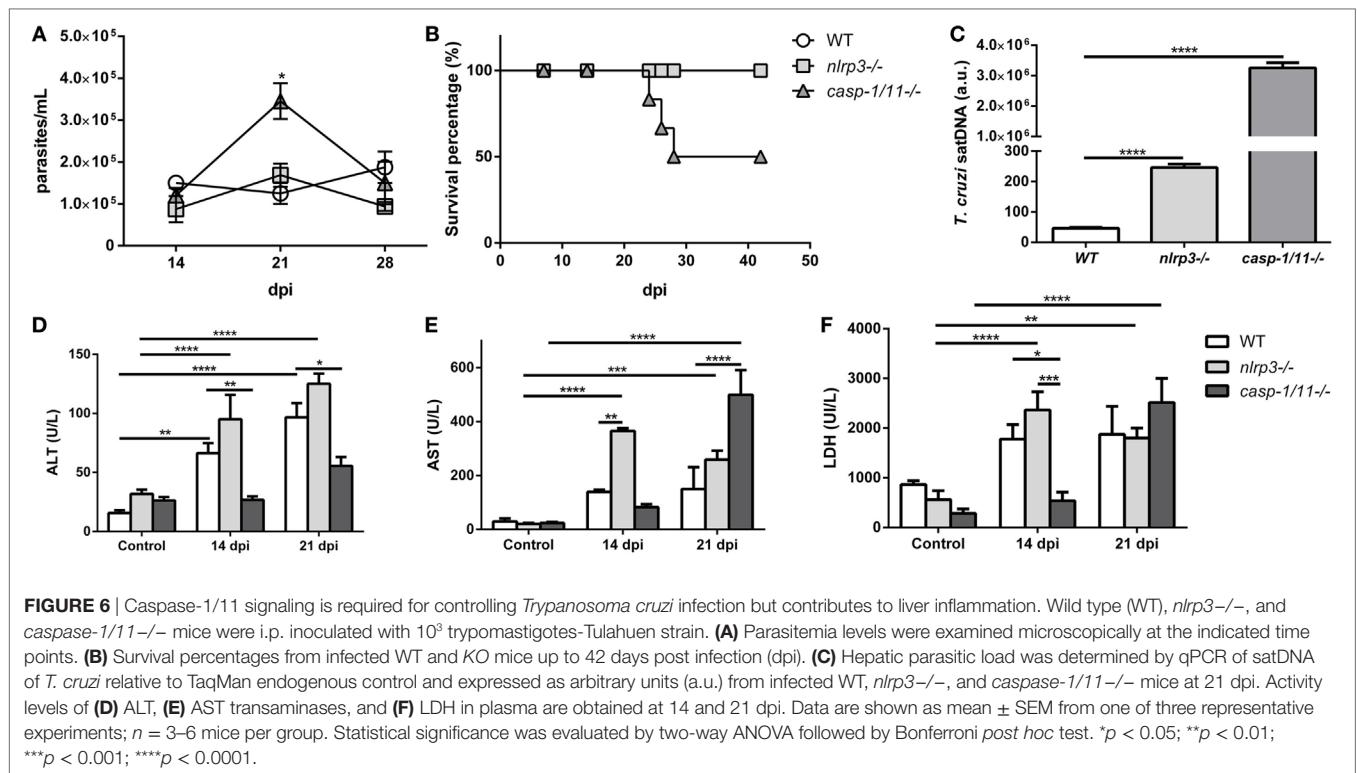 A
5.0×10⁵
4.0×10⁵
3.0×10⁵
2.0×10⁵
1.0×10⁵
0
parasites/mL
*
14 21 28
dpi
B
Survival percentage (%)
100
50
0
0 10 20 30 40 50
dpi
WT
nlrp3-/-
casp-1/11-/-
C
T. cruzi satDNA (a.u.)
4.0×10⁶
3.0×10⁶
2.0×10⁶
1.0×10⁶
300
200
100
0
****
****
WT nlrp3-/- casp-1/11-/-
D
ALT (U/L)
150
100
50
0
****
****
****
*
**
**
Control 14 dpi 21 dpi
E
AST (U/L)
600
400
200
0
****
***
****
****
**
Control 14 dpi 21 dpi
F
LDH (UI/L)
4000
3000
2000
1000
0
****
**
****
*
***
Control 14 dpi 21 dpi
WT
nlrp3-/-
casp-1/11-/-
FIGURE 6 | Caspase-1/11 signaling is required for controlling Trypanosoma cruzi infection but contributes to liver inflammation. Wild type (WT), nlrp3−/−, and
caspase-1/11−/− mice were i.p. inoculated with 10³ trypomastigotes-Tulahuen strain. (A) Parasitemia levels were examined microscopically at the indicated time
points. (B) Survival percentages from infected WT and KO mice up to 42 days post infection (dpi). (C) Hepatic parasitic load was determined by qPCR of satDNA
of T. cruzi relative to TaqMan endogenous control and expressed as arbitrary units (a.u.) from infected WT, nlrp3−/−, and caspase-1/11−/− mice at 21 dpi. Activity
levels of (D) ALT, (E) AST transaminases, and (F) LDH in plasma are obtained at 14 and 21 dpi. Data are shown as mean ± SEM from one of three representative
experiments; n = 3–6 mice per group. Statistical significance was evaluated by two-way ANOVA followed by Bonferroni post hoc test. *p < 0.05; **p < 0.01;
***p < 0.001; ****p < 0.0001.